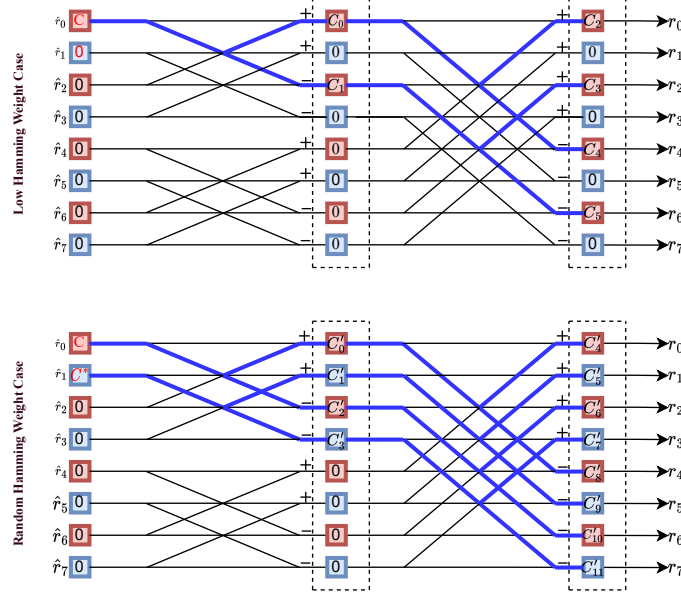 Low Hamming Weight Case
r̂₀ C + C₀ + C₂ r₀
r̂₁ 0 + 0 + 0 r₁
r̂₂ 0 − C₁ + C₃ r₂
r̂₃ 0 − 0 + 0 r₃
r̂₄ 0 + 0 − C₄ r₄
r̂₅ 0 + 0 − 0 r₅
r̂₆ 0 − 0 − C₅ r₆
r̂₇ 0 − 0 − 0 r₇
Random Hamming Weight Case
r̂₀ C + C′₀ + C′₄ r₀
r̂₁ C* + C′₁ + C′₅ r₁
r̂₂ 0 − C′₂ + C′₆ r₂
r̂₃ 0 − C′₃ + C′₇ r₃
r̂₄ 0 + 0 − C′₈ r₄
r̂₅ 0 + 0 − C′₉ r₅
r̂₆ 0 − 0 − C′₁₀ r₆
r̂₇ 0 − 0 − C′₁₁ r₇